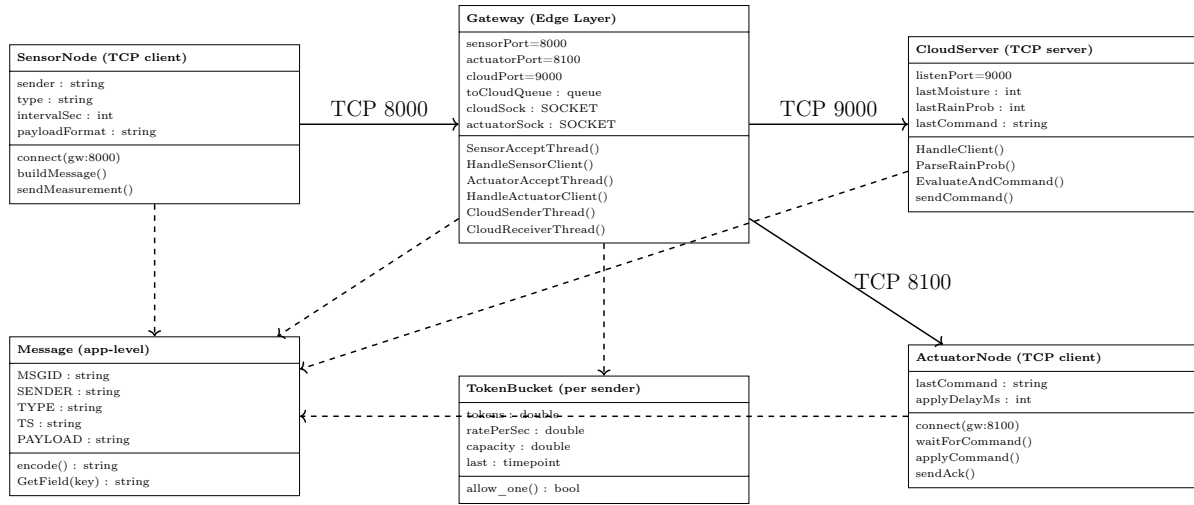 SensorNode (TCP client)
sender : string
type : string
intervalSec : int
payloadFormat : string
connect(gw:8000)
buildMessage()
sendMeasurement()
TCP 8000
Gateway (Edge Layer)
sensorPort=8000
actuatorPort=8100
cloudPort=9000
toCloudQueue : queue
cloudSock : SOCKET
actuatorSock : SOCKET
SensorAcceptThread()
HandleSensorClient()
ActuatorAcceptThread()
HandleActuatorClient()
CloudSenderThread()
CloudReceiverThread()
TCP 9000
CloudServer (TCP server)
listenPort=9000
lastMoisture : int
lastRainProb : int
lastCommand : string
HandleClient()
ParseRainProb()
EvaluateAndCommand()
sendCommand()
TCP 8100
Message (app-level)
MSGID : string
SENDER : string
TYPE : string
TS : string
PAYLOAD : string
encode() : string
GetField(key) : string
TokenBucket (per sender)
tokens : double
ratePerSec : double
capacity : double
last : timepoint
allow_one() : bool
ActuatorNode (TCP client)
lastCommand : string
applyDelayMs : int
connect(gw:8100)
waitForCommand()
applyCommand()
sendAck()